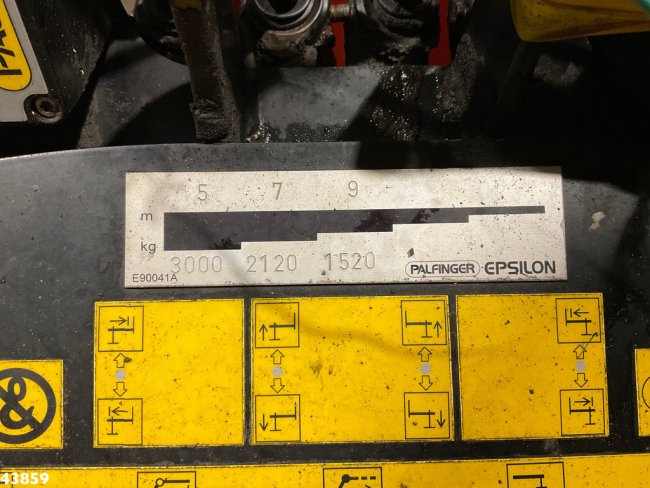 5 7 9
m
kg
3000 2120 1520
E90041A
PALFINGER EPSILON
&
43859